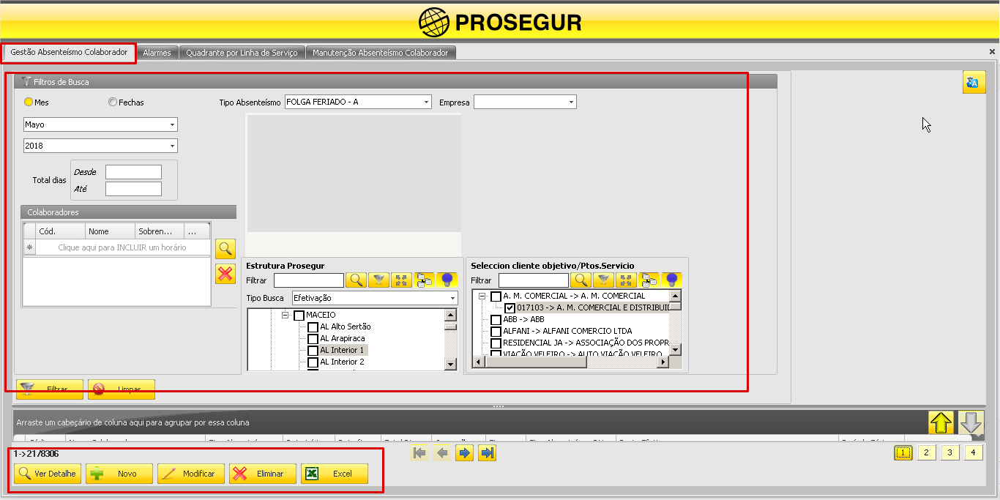 PROSEGUR
Gestão Absenteísmo Colaborador
Alarmes
Quadrante por Linha de Serviço
Manutenção Absenteísmo Colaborador
Filtros de Busca
Mes
Fechas
Tipo Absenteísmo
FOLGA FERIADO - A
Empresa
Mayo
2018
Total dias
Desde
Até
Colaboradores
Cód.
Nome
Sobren...
...
Clique aqui para INCLUIR um horário
Estrutura Prosegur
Filtrar
Tipo Busca
Efetivação
MACEIO
AL Alto Sertão
AL Arapiraca
AL Interior 1
AL Interior 2
Seleccion cliente objetivo/Ptos.Servicio
Filtrar
A. M. COMERCIAL -> A. M. COMERCIAL
017103 -> A. M. COMERCIAL E DISTRIBUI
ABB -> ABB
ALFANI -> ALFANI COMERCIO LTDA
RESIDENCIAL JA -> ASSOCIAÇÃO DOS PROPR
VIAÇÃO VELEIRO -> AUTO VIAÇÃO VELEIRO
Filtrar
Limpar
Arraste um cabeçário de coluna aqui para agrupar por essa coluna
1->217/8306
1
2
3
4
Ver Detalhe
Novo
Modificar
Eliminar
Excel